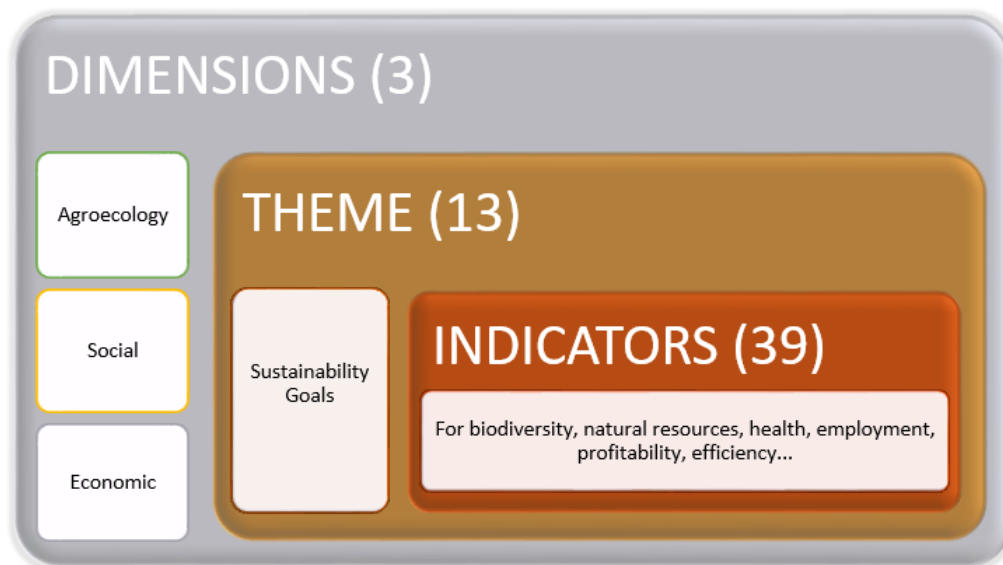 DIMENSIONS (3)
Agroecology
Social
Economic
THEME (13)
Sustainability
Goals
INDICATORS (39)
For biodiversity, natural resources, health, employment,
profitability, efficiency...